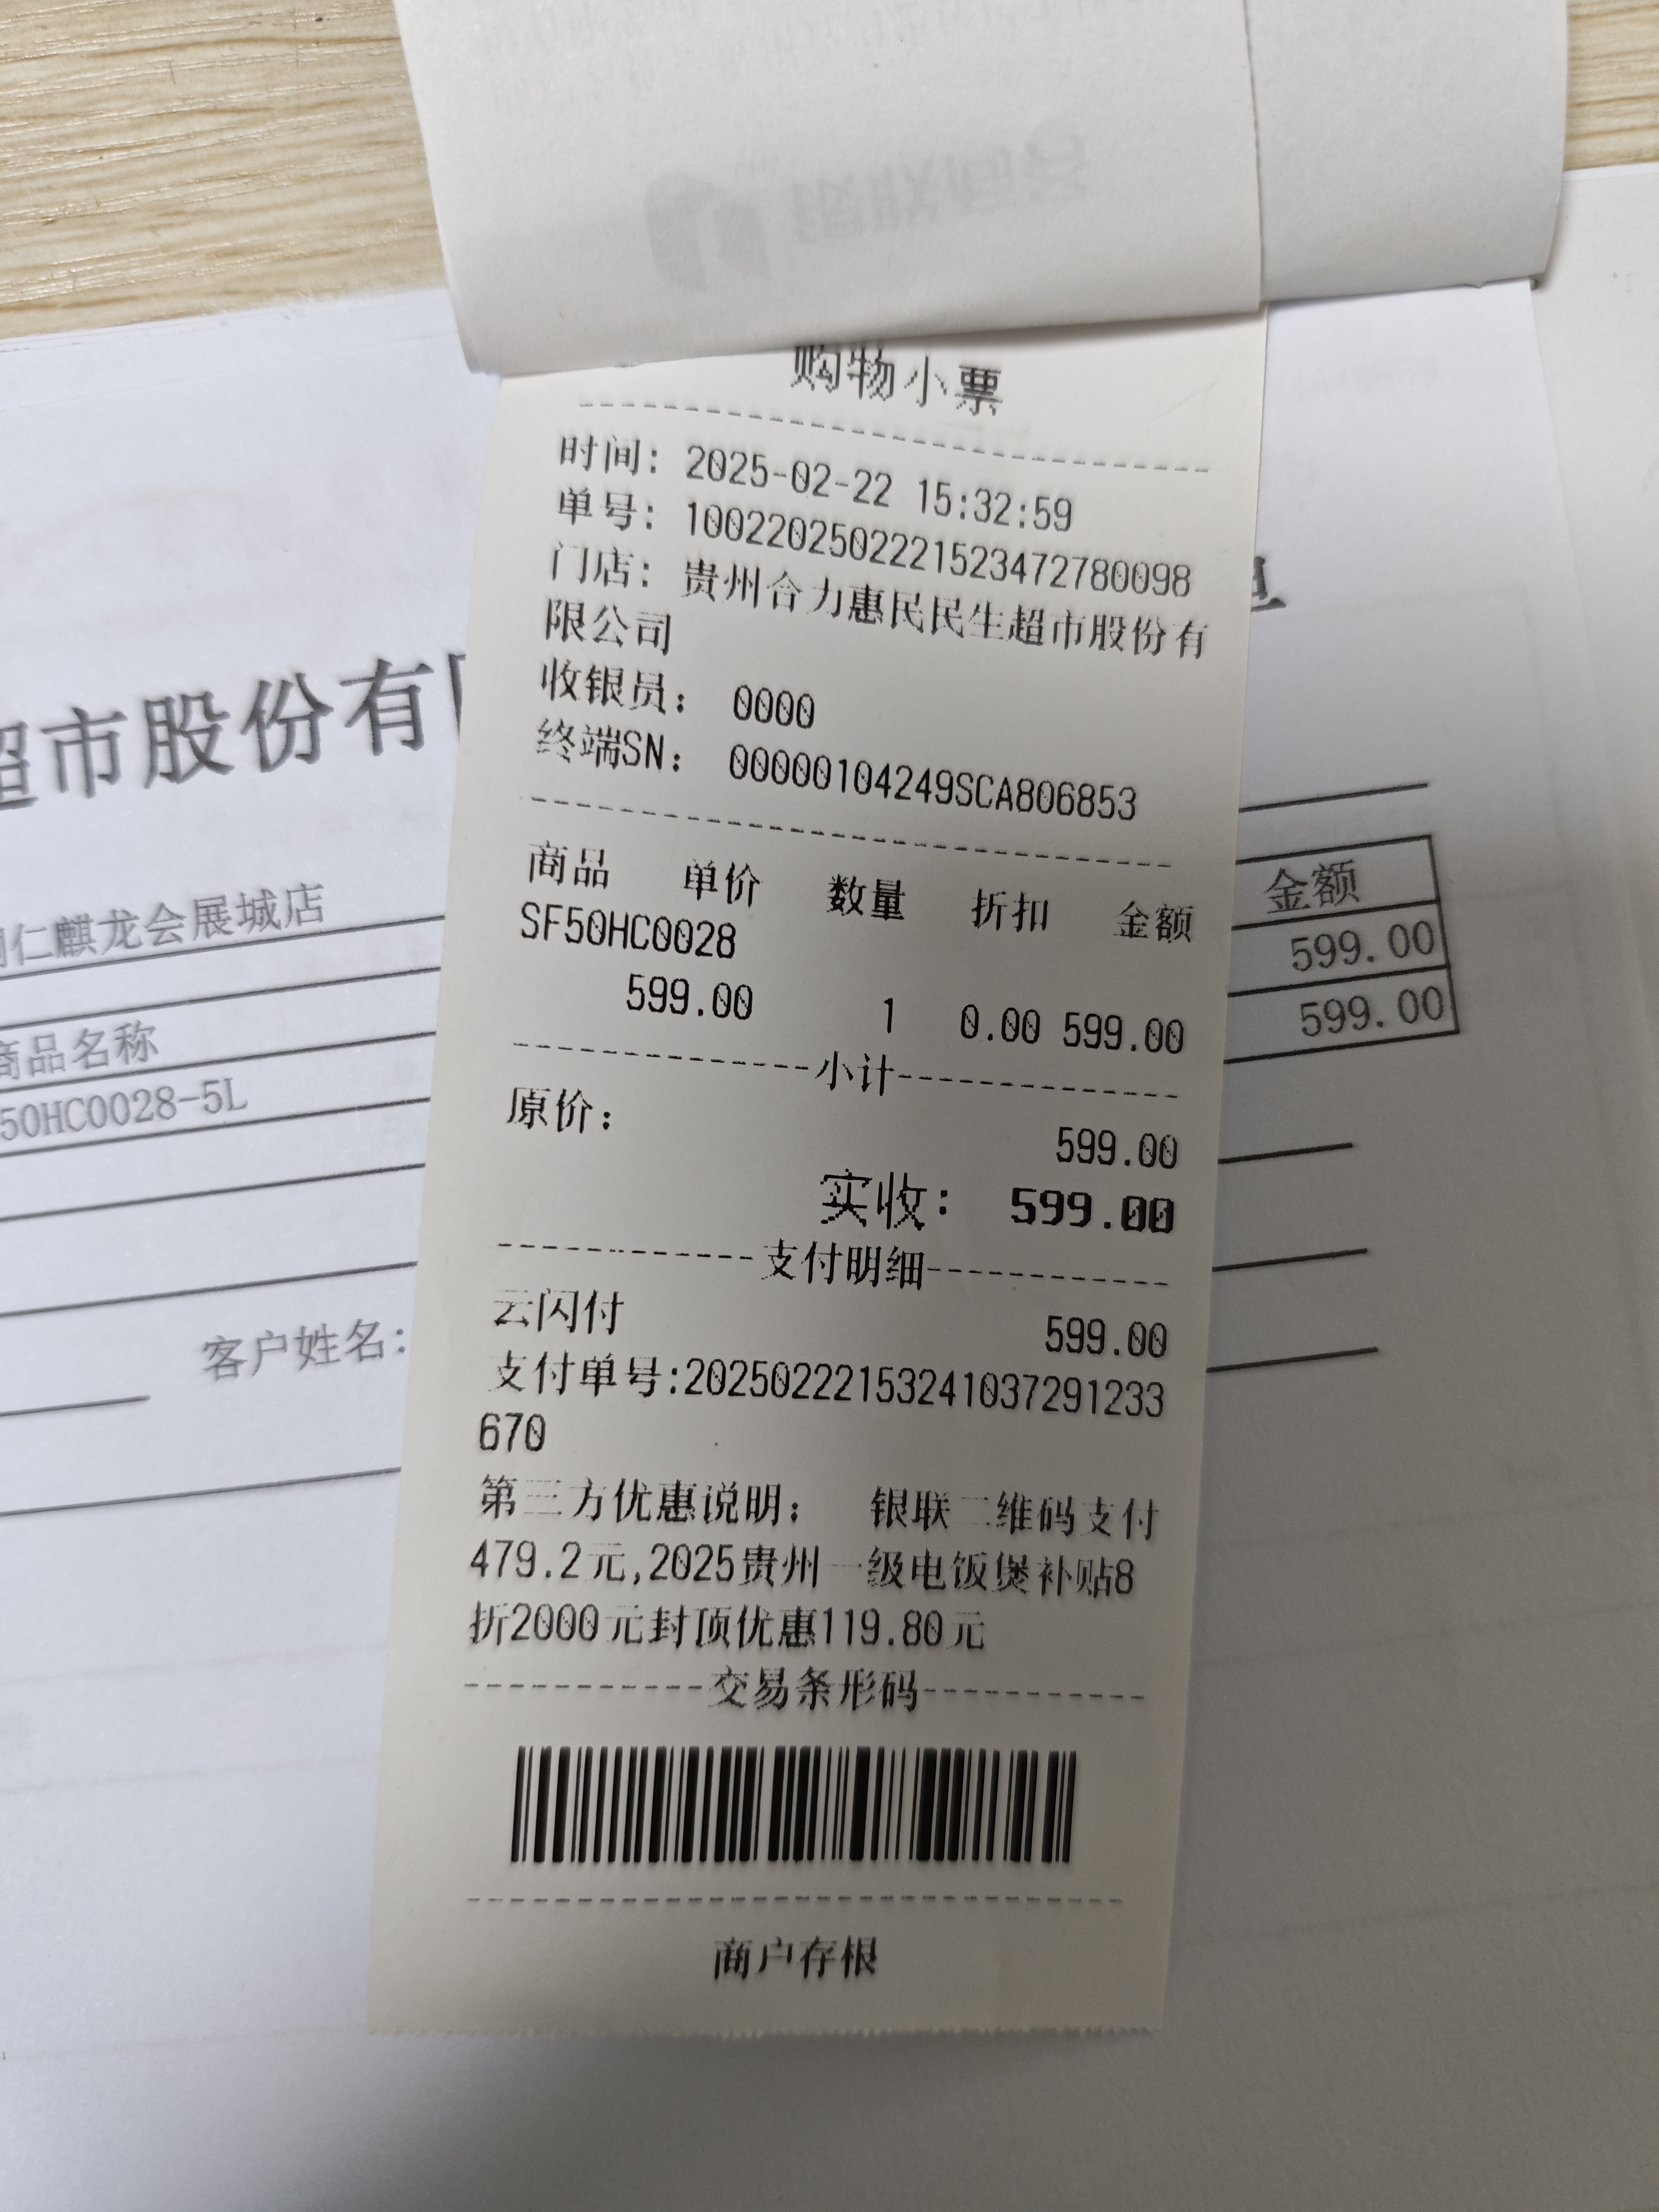 购物小票
时间: 2025-02-22 15:32:59
单号: 1002202502221523472780098
门店: 贵州合力惠民民生超市股份有
限公司
收银员: 0000
终端SN: 00000104249SCA806853
商品 单价 数量 折扣 金额
SF50HC0028
599.00 1 0.00 599.00
小计
原价: 599.00
实收: 599.00
支付明细
云闪付 599.00
支付单号:20250222153241037291233
670
第三方优惠说明: 银联二维码支付
479.2元,2025贵州一级电饭煲补贴8
折2000元封顶优惠119.80元
交易条形码
商户存根
超市股份有
仁麒龙会展城店
商品名称
50HC0028-5L
客户姓名:
金额
599.00
599.00